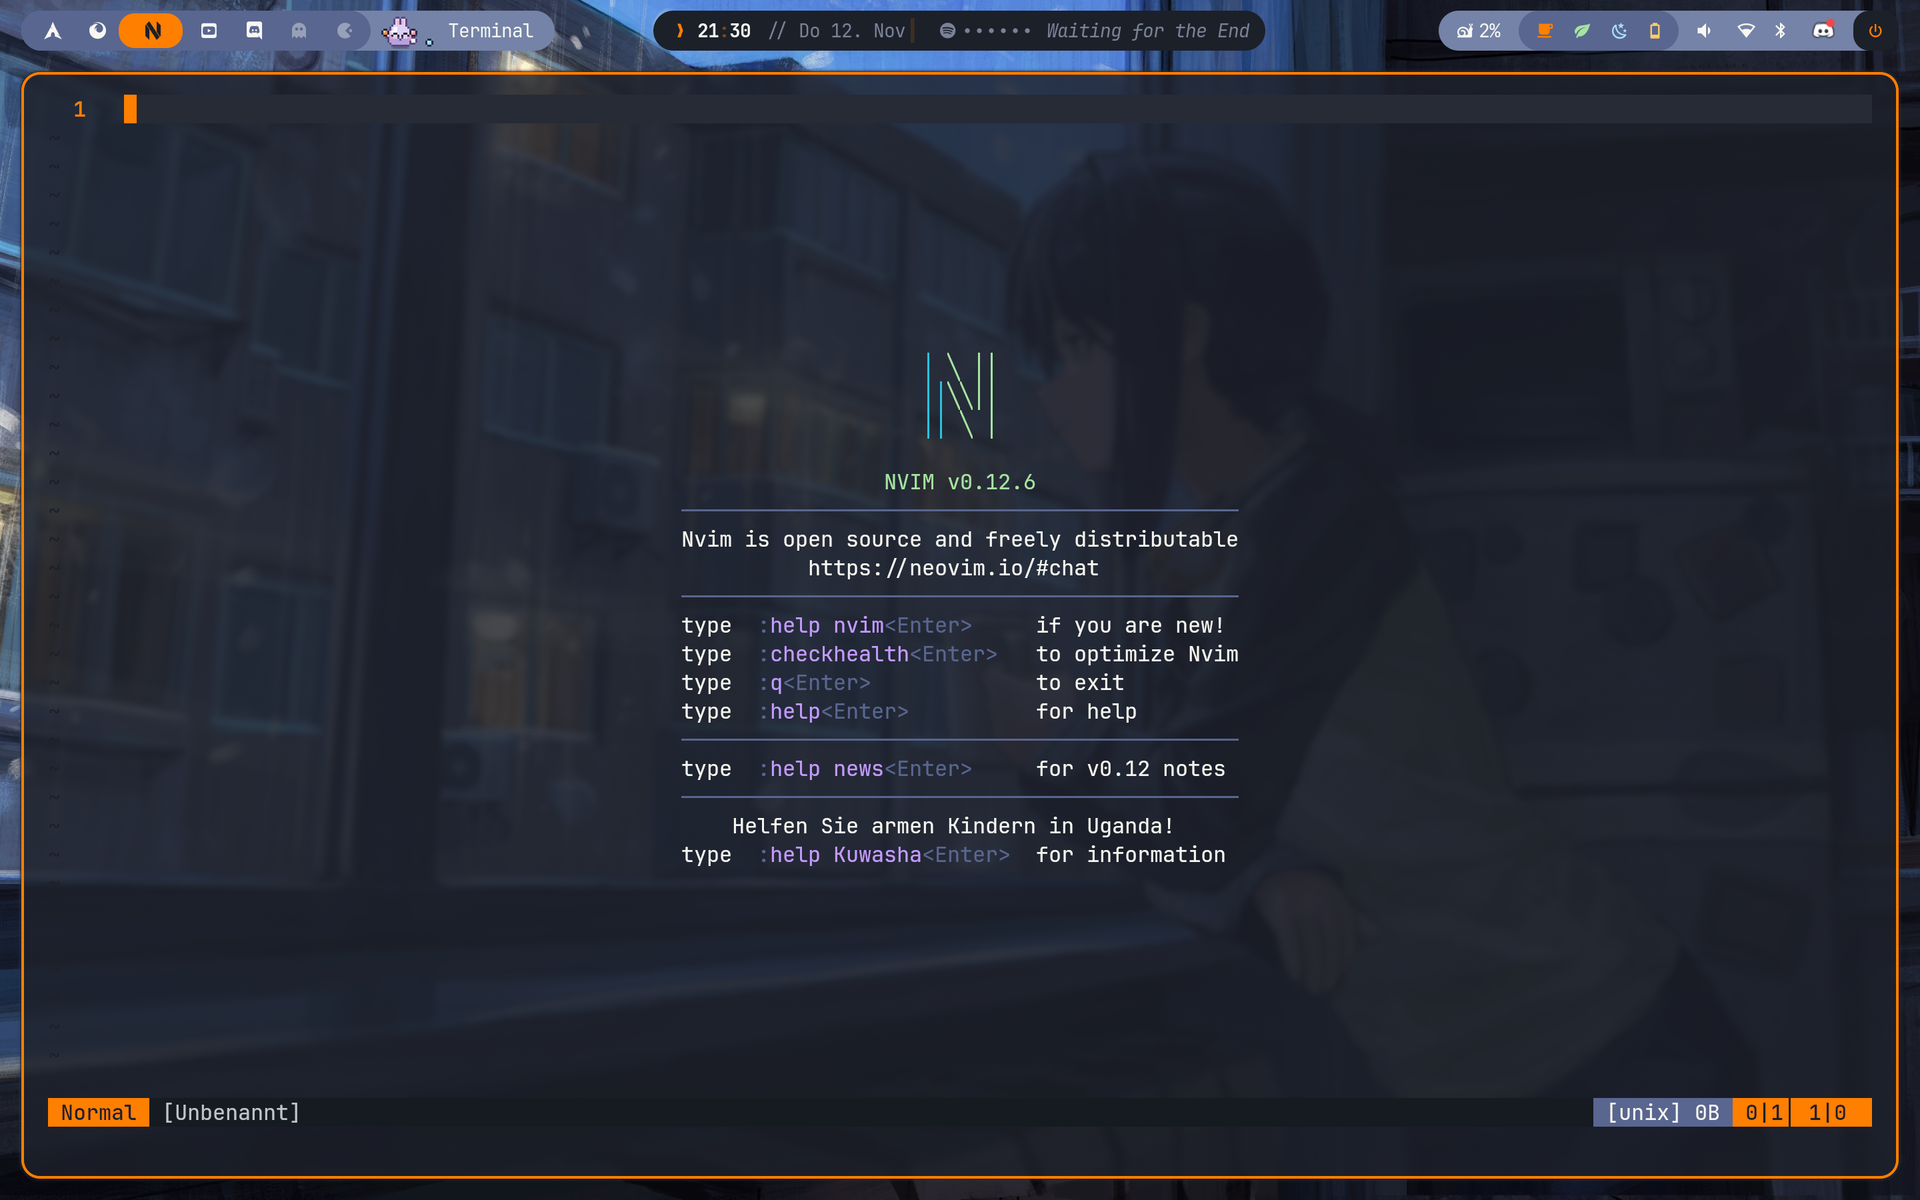 Terminal
21:30 // Do 12. Nov
Waiting for the End
2%
1
NVIM v0.12.6
Nvim is open source and freely distributable
https://neovim.io/#chat
type :help nvim<Enter> if you are new!
type :checkhealth<Enter> to optimize Nvim
type :q<Enter> to exit
type :help<Enter> for help
type :help news<Enter> for v0.12 notes
Helfen Sie armen Kindern in Uganda!
type :help Kuwasha<Enter> for information
Normal [Unbenannt] [unix] 0B 0|1 1|0